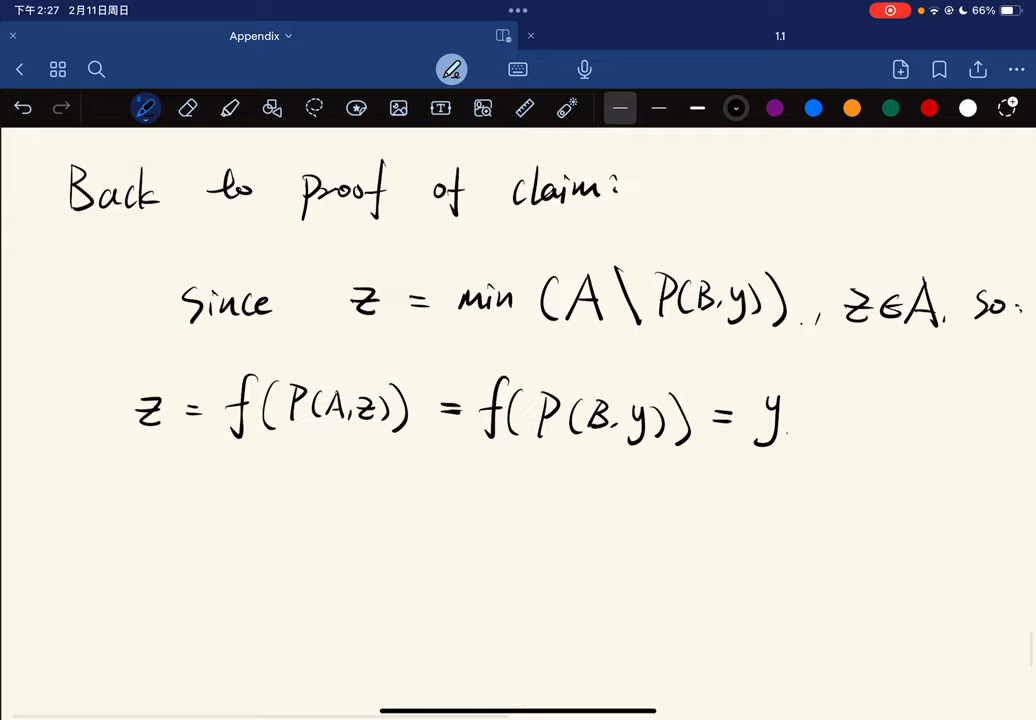 下午2:27 2月11日周日
66%
Appendix
1.1
Back to proof of claim:
since z = min (A \ P(B,y)), z∈A, so:
z = f(P(A,z)) = f(P(B,y)) = y